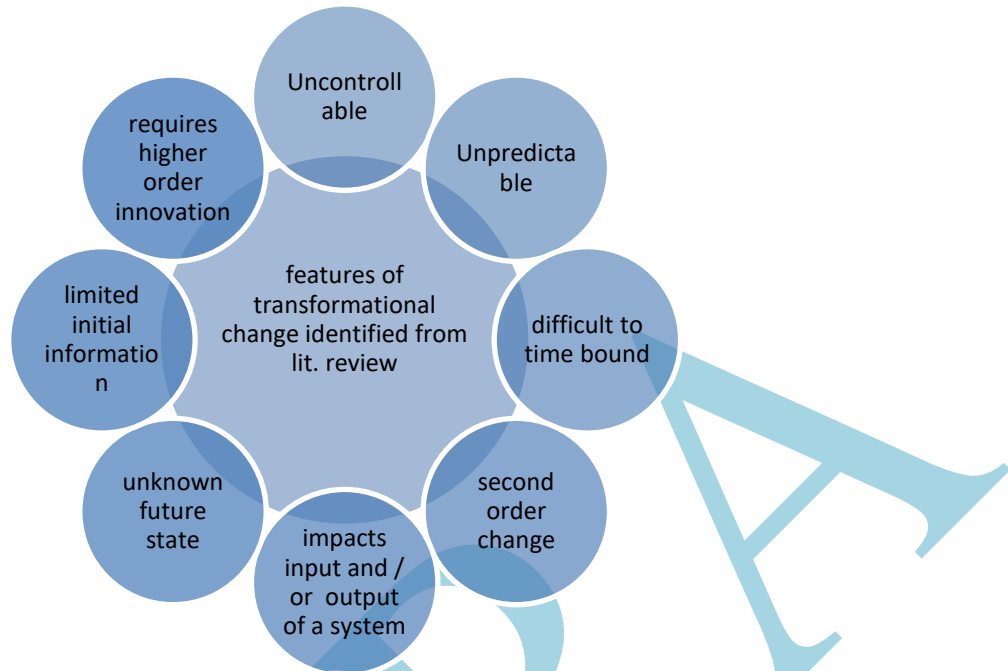 Uncontroll
able
Unpredicta
ble
difficult to
time bound
second
order
change
impacts
input and /
or output
of a system
unknown
future
state
limited
initial
informatio
n
requires
higher
order
innovation
features of
transformational
change identified from
lit. review
A